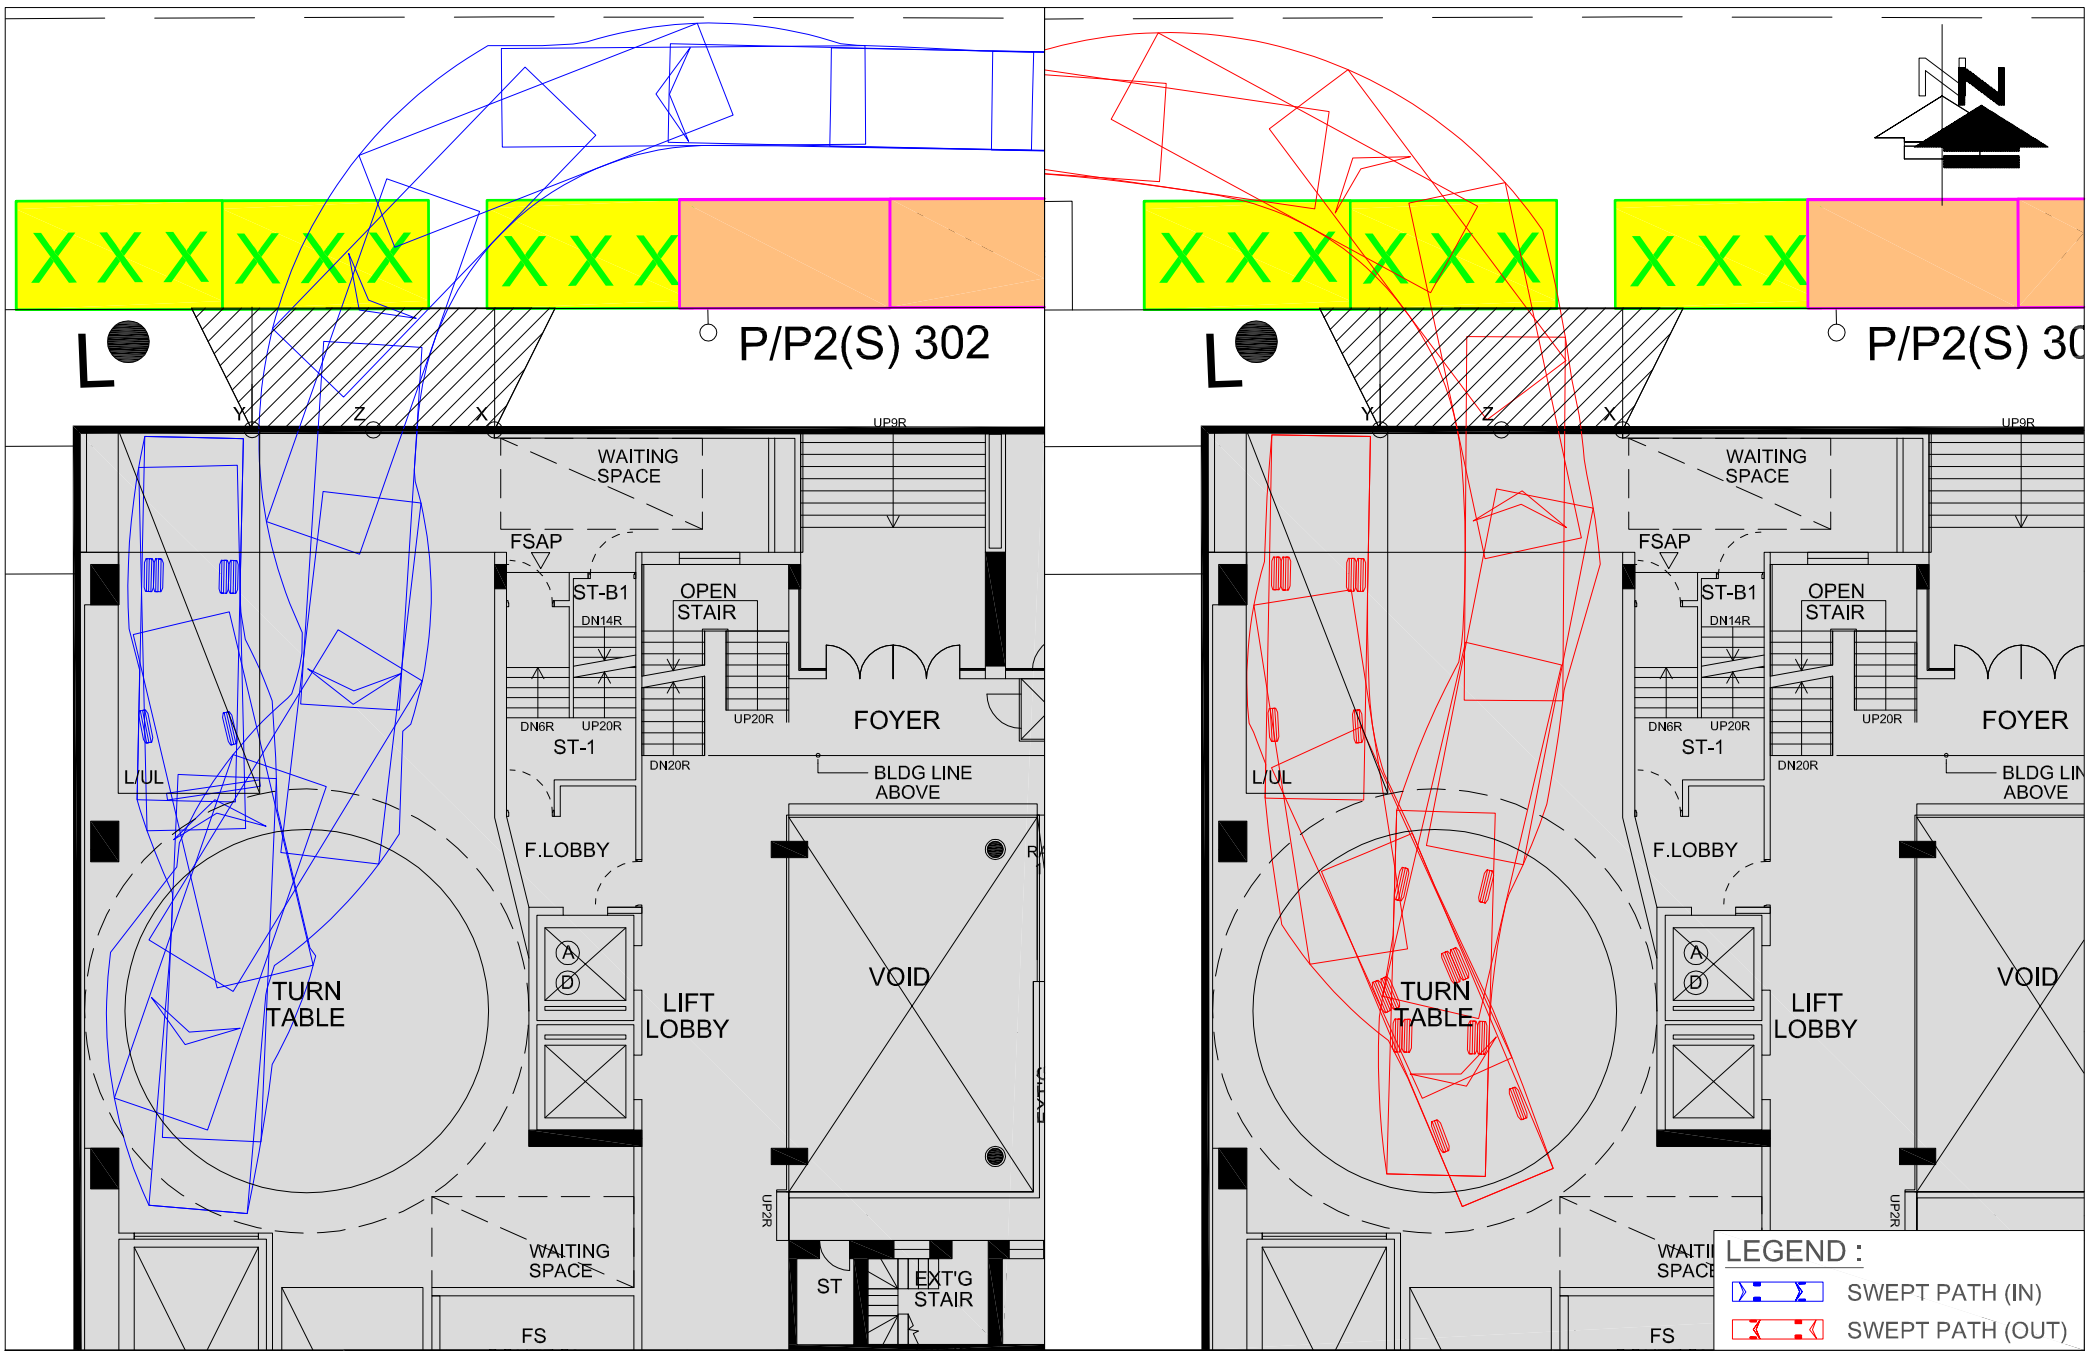 N
N
X X X X X X
X X X
X X X X X X
X X X
L
P/P2(S) 302
L
P/P2(S) 30
Y
Z
X
Y
Z
X
UP9R
UP9R
WAITING
SPACE
WAITING
SPACE
FSAP
FSAP
ST-B1
OPEN
STAIR
ST-B1
OPEN
STAIR
DN14R
DN14R
DN6R
UP20R
UP20R
DN6R
UP20R
UP20R
FOYER
FOYER
ST-1
ST-1
DN20R
DN20R
L/UL
L/UL
BLDG LINE
ABOVE
BLDG LIN
ABOVE
F.LOBBY
F.LOBBY
A
D
A
D
VOID
VOID
TURN
TABLE
TURN
TABLE
LIFT
LOBBY
LIFT
LOBBY
UP2R
UP2R
WAITING
SPACE
WAITI
SPACE
ST
EXT'G
STAIR
FS
FS
LEGEND :
SWEPT PATH (IN)
SWEPT PATH (OUT)